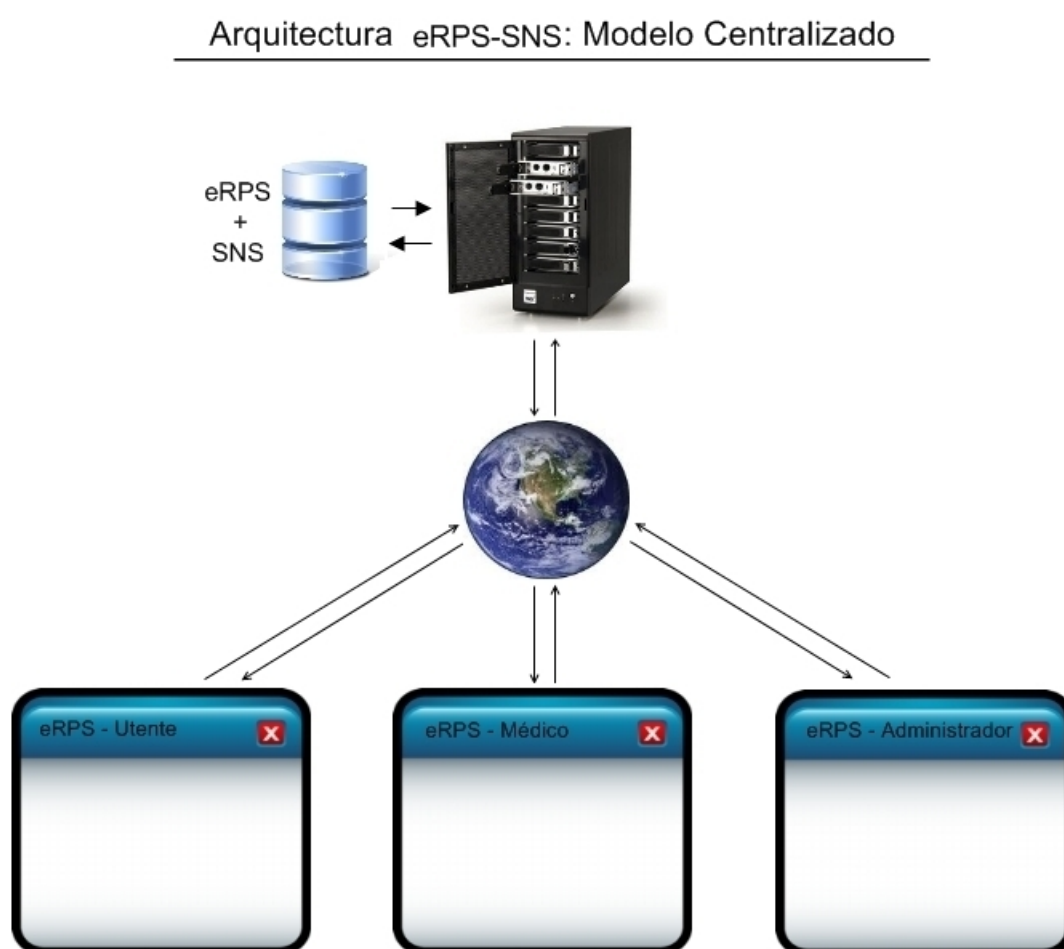 Arquitectura eRPS-SNS: Modelo Centralizado
eRPS
+
SNS
eRPS - Utente
eRPS - Médico
eRPS - Administrador